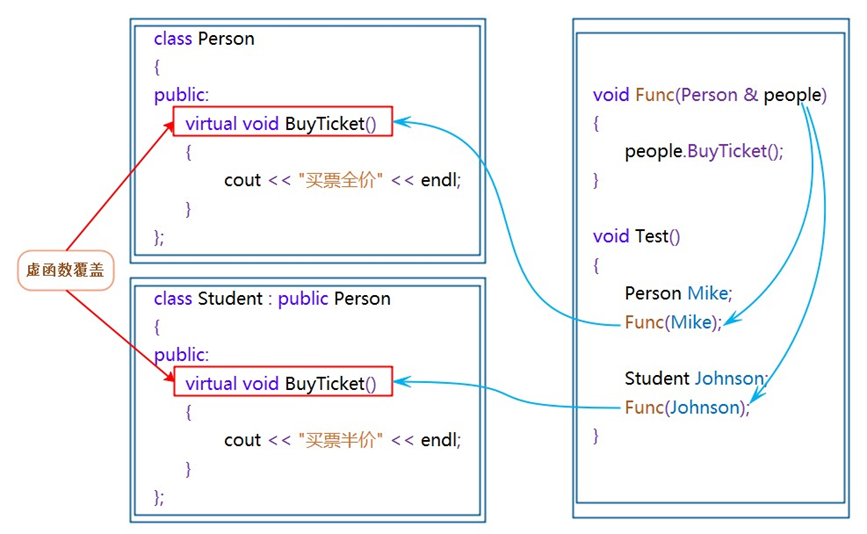 class Person
{
public:
virtual void BuyTicket()
{
cout << "买票全价" << endl;
}
};
虚函数覆盖
class Student : public Person
{
public:
virtual void BuyTicket()
{
cout << "买票半价" << endl;
}
};
void Func(Person & people)
{
people.BuyTicket();
}
void Test()
{
Person Mike;
Func(Mike);
Student Johnson;
Func(Johnson);
}